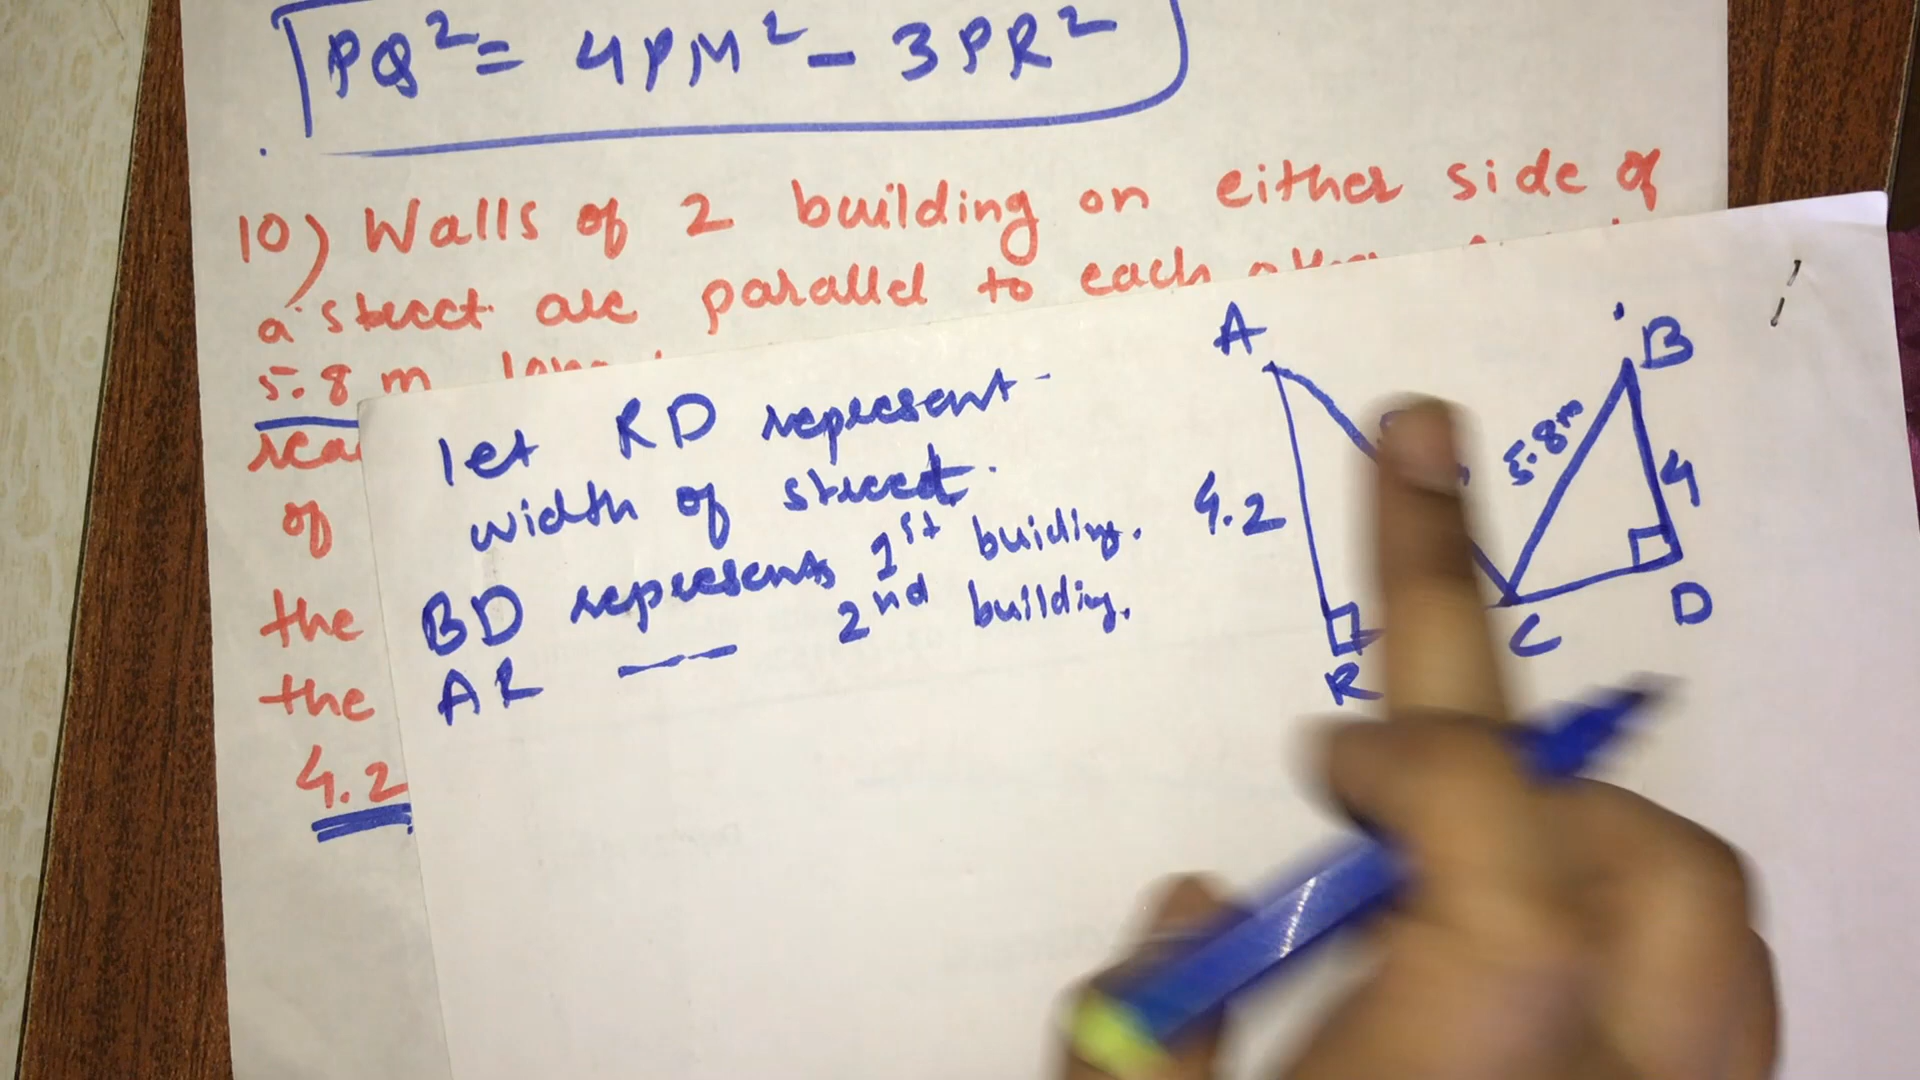 PQ² = 4PM² - 3PR²
10) Walls of 2 building on either side of
a street are parallel to each
5.8 m
of
the
the
4.2
let RD represent
width of street.
BD represents 1st building.
AR — 2nd building.
A
B
5.8m
4
4.2
R
C
D